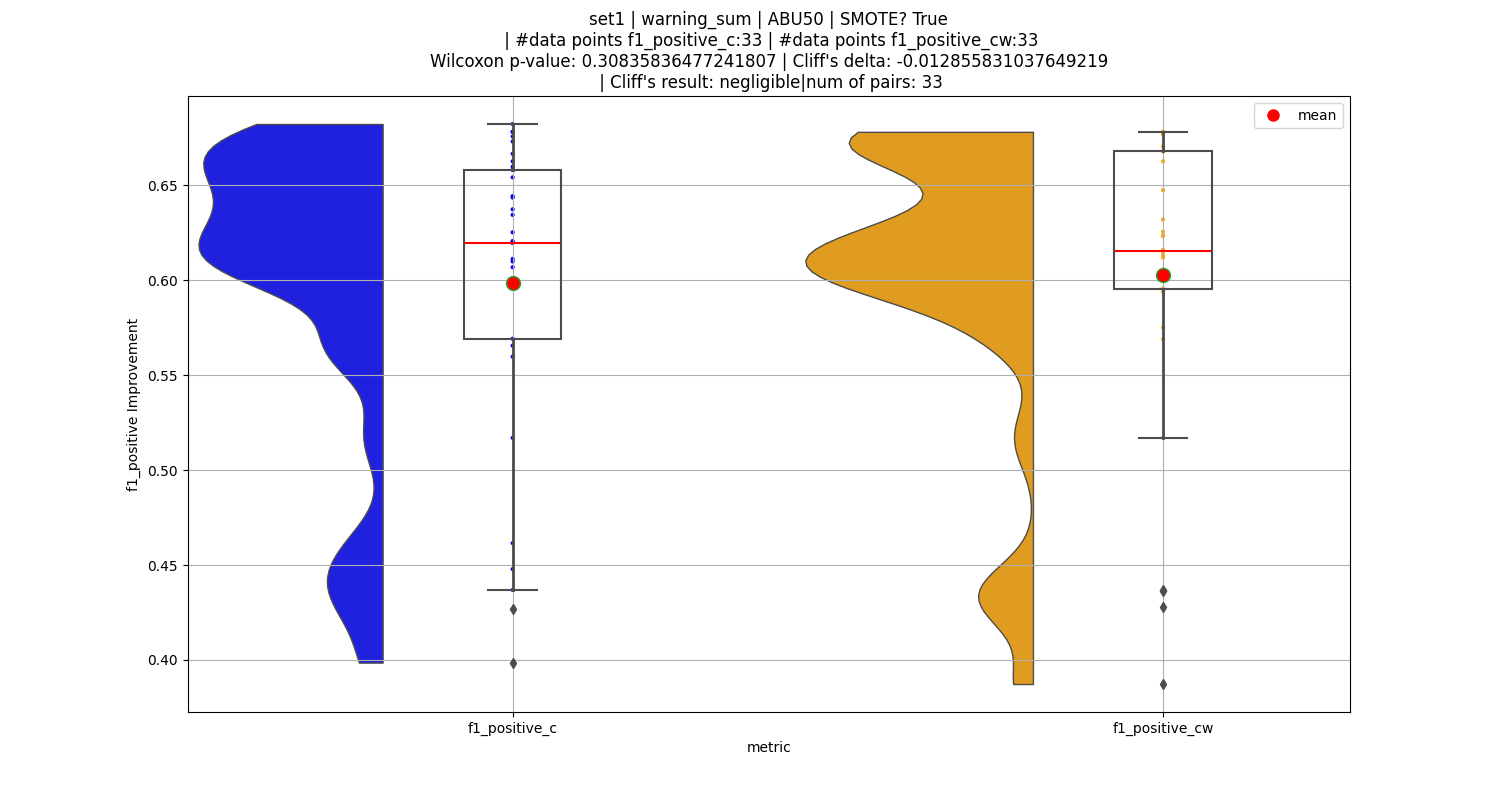 set1 | warning_sum | ABU50 | SMOTE? True
| #data points f1_positive_c:33 | #data points f1_positive_cw:33
Wilcoxon p-value: 0.30835836477241807 | Cliff's delta: -0.012855831037649219
| Cliff's result: negligible|num of pairs: 33
mean
0.65
0.60
0.55
0.50
0.45
0.40
f1_positive Improvement
f1_positive_c
f1_positive_cw
metric